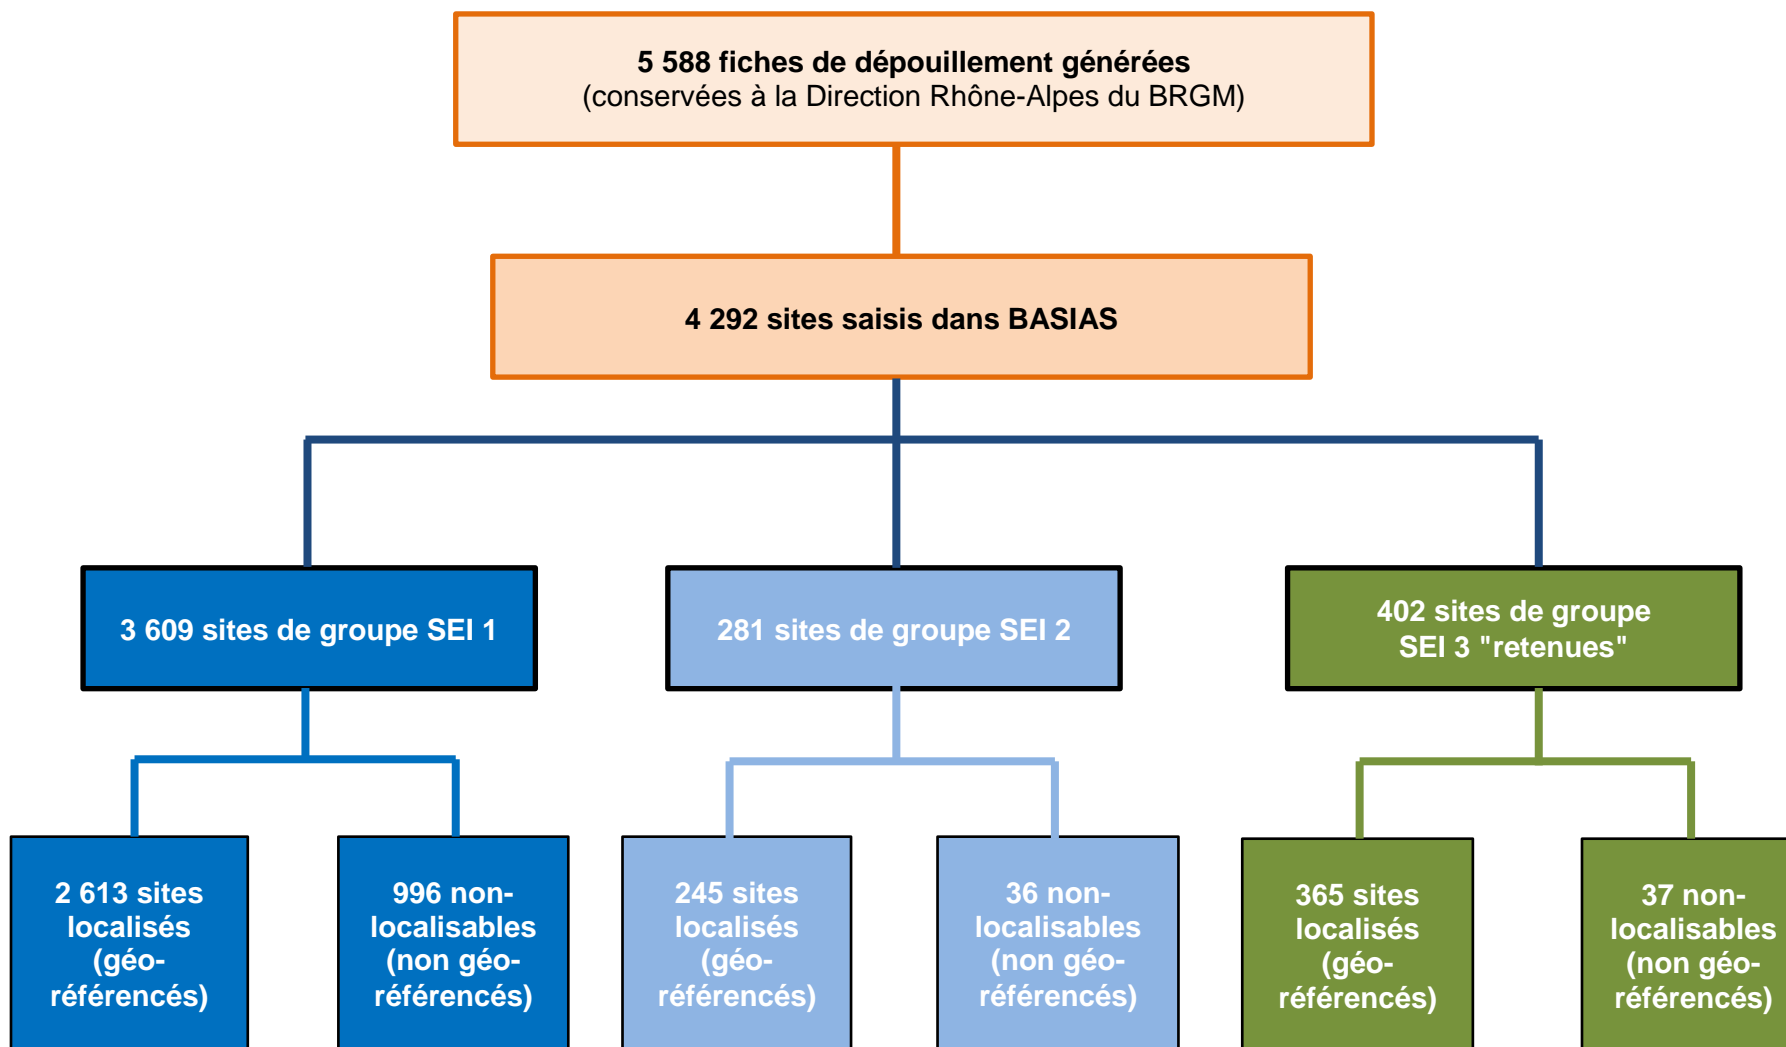 5 588 fiches de dépouillement générées
(conservées à la Direction Rhône-Alpes du BRGM)
4 292 sites saisis dans BASIAS
3 609 sites de groupe SEI 1
281 sites de groupe SEI 2
402 sites de groupe
SEI 3 "retenues"
2 613 sites
localisés
(géo-
référencés)
996 non-
localisables
(non géo-
référencés)
245 sites
localisés
(géo-
référencés)
36 non-
localisables
(non géo-
référencés)
365 sites
localisés
(géo-
référencés)
37 non-
localisables
(non géo-
référencés)